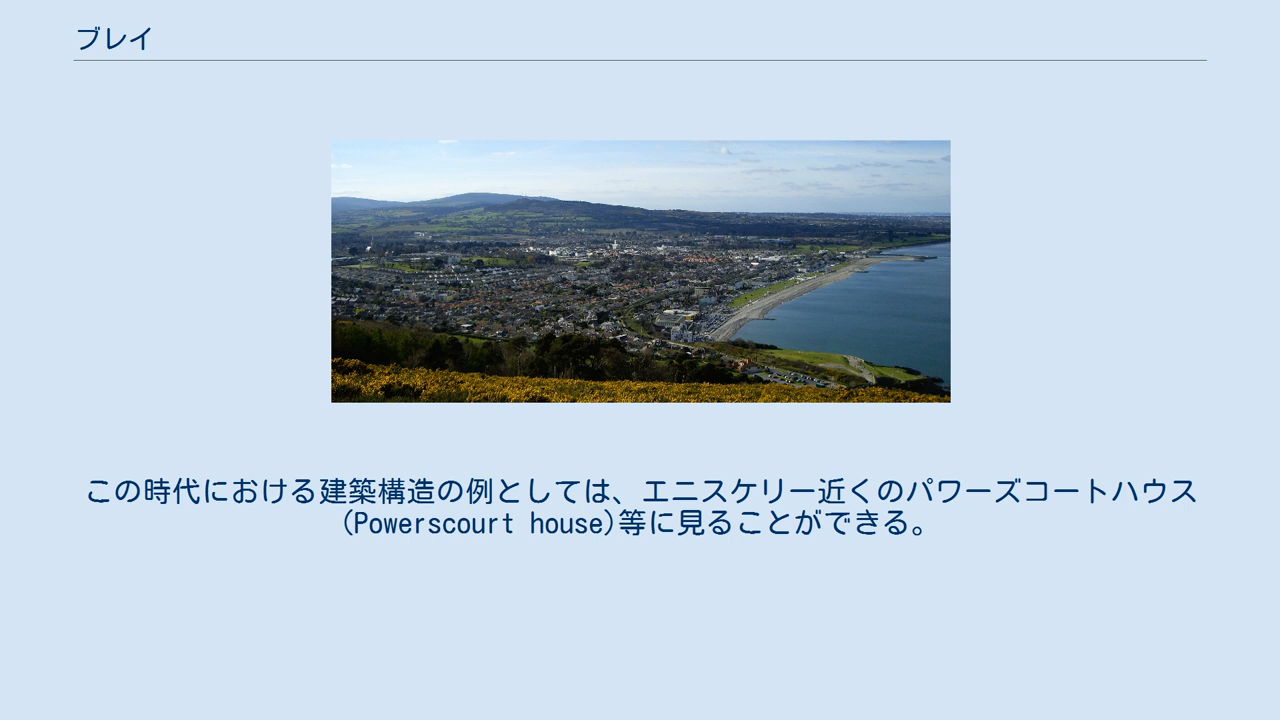 ブレイ
この時代における建築構造の例としては、エニスケリー近くのパワーズコートハウス
(Powerscourt house)等に見ることができる。